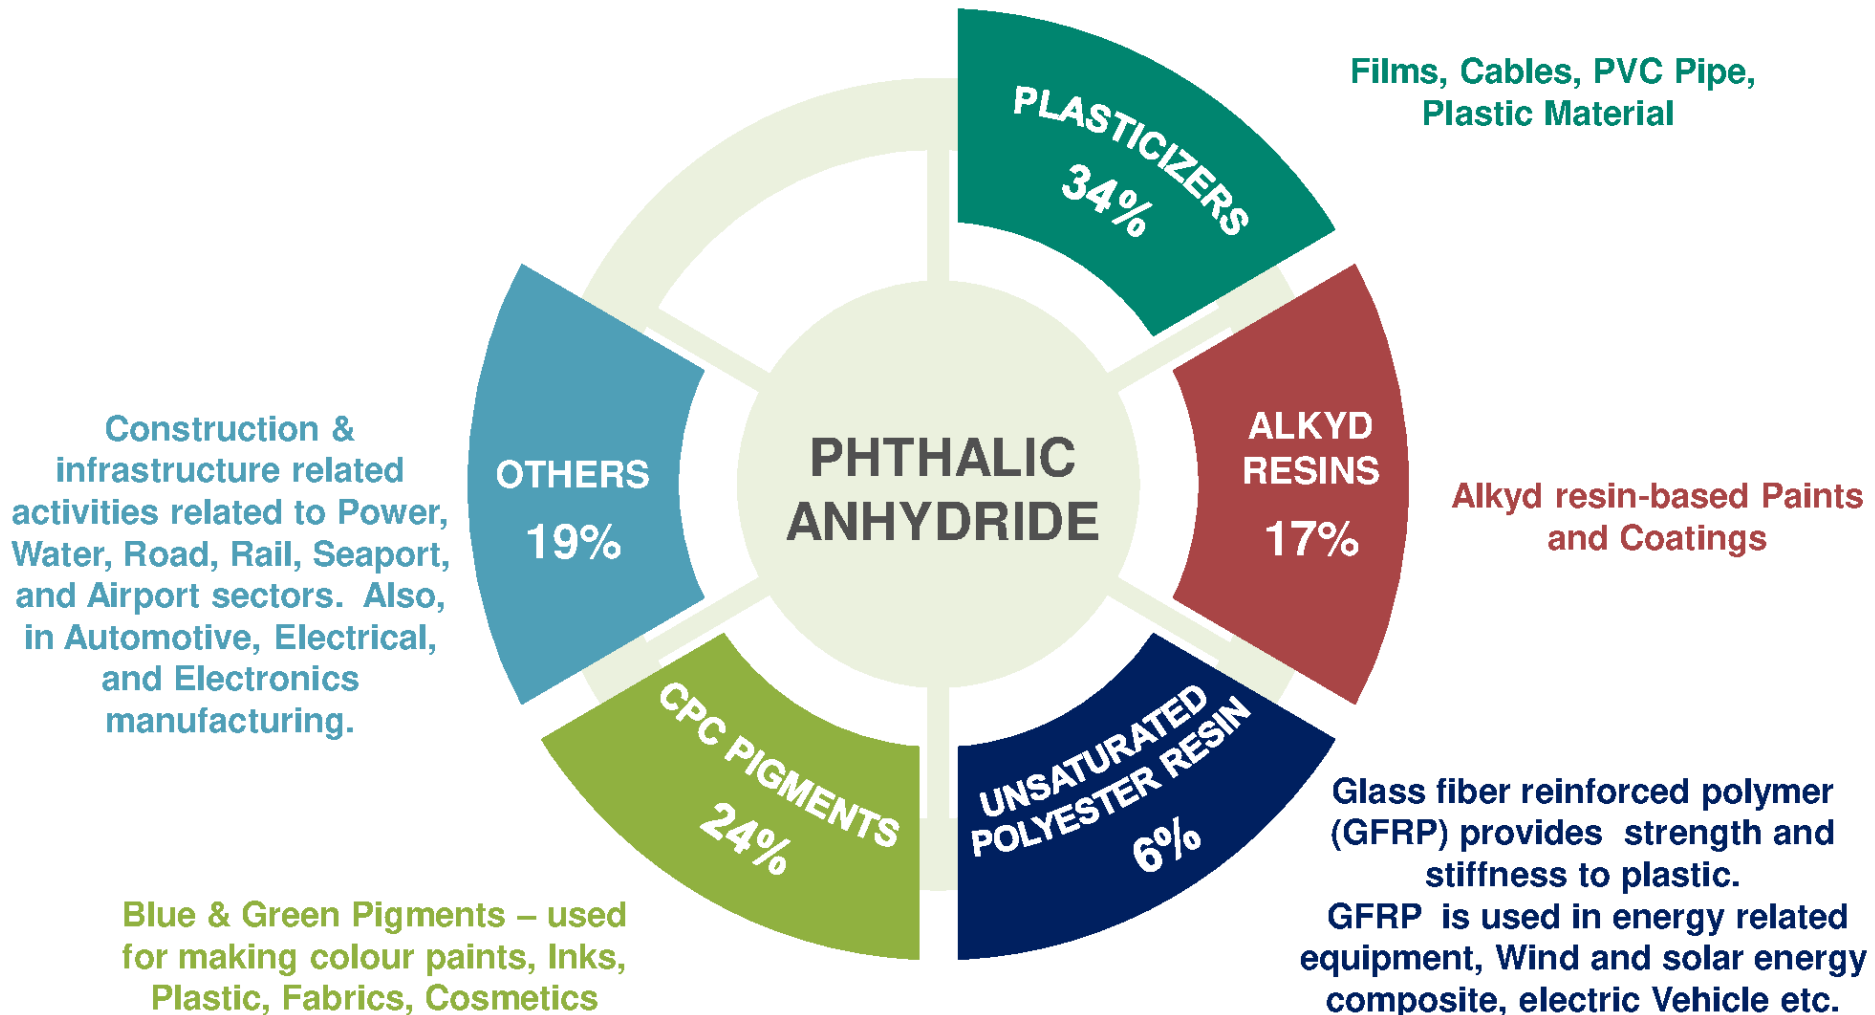 PLASTICIZERS
34%
Films, Cables, PVC Pipe,
Plastic Material
ALKYD
RESINS
17%
Alkyd resin-based Paints
and Coatings
UNSATURATED
POLYESTER RESIN
6%
Glass fiber reinforced polymer
(GFRP) provides  strength and
stiffness to plastic.
GFRP  is used in energy related
equipment, Wind and solar energy
composite, electric Vehicle etc.
CPC PIGMENTS
24%
Blue & Green Pigments – used
for making colour paints, Inks,
Plastic, Fabrics, Cosmetics
OTHERS
19%
Construction &
infrastructure related
activities related to Power,
Water, Road, Rail, Seaport,
and Airport sectors.  Also,
in Automotive, Electrical,
and Electronics
manufacturing.
PHTHALIC
ANHYDRIDE